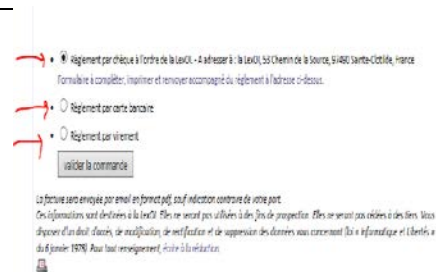 Règlement par chèque à l'ordre de la LexOI. - A adresser à : la LexOI, 53 Chemin de la Source, 97490 Sainte-Clotilde, France
Formulaire à compléter, imprimer et renvoyer accompagné du règlement à l'adresse ci-dessus.
Règlement par carte bancaire
Règlement par virement
valider la commande
La facture sera envoyée par email en format pdf, sauf indication contraire de votre part.
Ces informations sont destinées à la LexOI. Elles ne seront pas utilisées à des fins de prospection. Elles ne seront pas cédées à des tiers. Vous
disposez d'un droit d'accès, de modification, de rectification et de suppression des données vous concernant (loi « Informatique et Libertés »
du 6 janvier 1978). Pour tout renseignement, écrire à la rédaction.